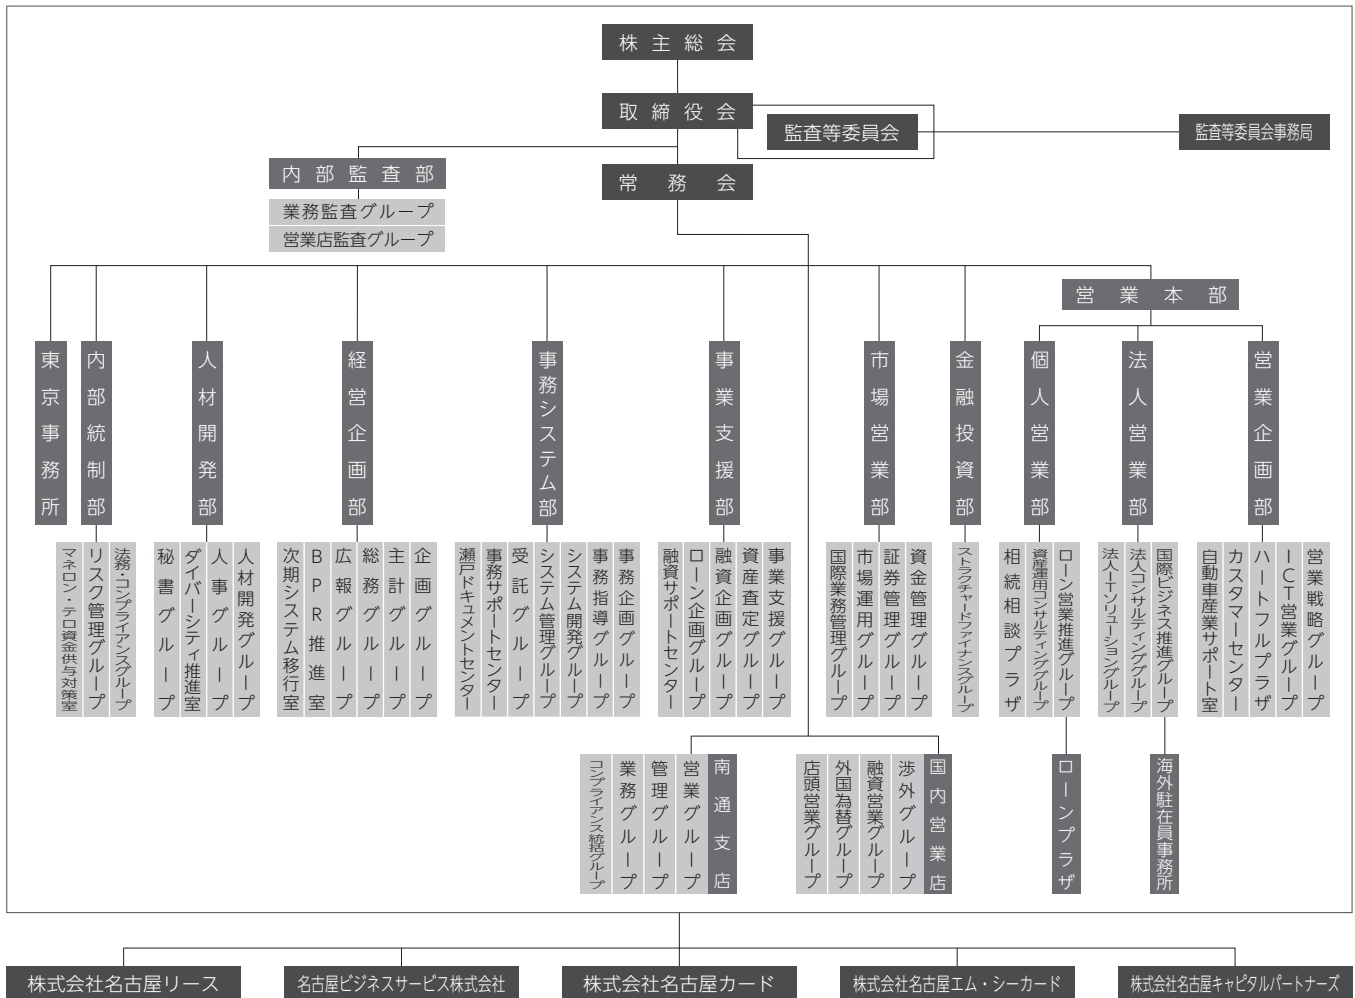 株主総会
取締役会
監査等委員会
監査等委員会事務局
内部監査部
常務会
業務監査グループ
営業店監査グループ
営業本部
東京事務所
内部統制部
人材開発部
経営企画部
事務システム部
事業支援部
市場営業部
金融投資部
個人営業部
法人営業部
営業企画部
マネロン・テロ資金供与対策室
リスク管理グループ
法務・コンプライアンスグループ
秘書グループ
ダイバーシティ推進室
人事グループ
人材開発グループ
次期システム移行室
BPR推進室
広報グループ
総務グループ
主計グループ
企画グループ
瀬戸ドキュメントセンター
事務サポートセンター
受託グループ
システム管理グループ
システム開発グループ
事務指導グループ
事務企画グループ
融資サポートセンター
ローン企画グループ
融資企画グループ
資産査定グループ
事業支援グループ
国際業務管理グループ
市場運用グループ
証券管理グループ
資金管理グループ
ストラクチャードファイナンスグループ
相続相談プラザ
資産運用コンサルティンググループ
ローン営業推進グループ
法人ITソリューショングループ
法人コンサルティンググループ
国際ビジネス推進グループ
自動車産業サポート室
カスタマーセンター
ハートフルプラザ
ICT営業グループ
営業戦略グループ
コンプライアンス統括グループ
業務グループ
管理グループ
営業グループ
南通支店
店頭営業グループ
外国為替グループ
融資営業グループ
渉外グループ
国内営業店
ローンプラザ
海外駐在員事務所
株式会社名古屋リース
名古屋ビジネスサービス株式会社
株式会社名古屋カード
株式会社名古屋エム・シーカード
株式会社名古屋キャピタルパートナーズ